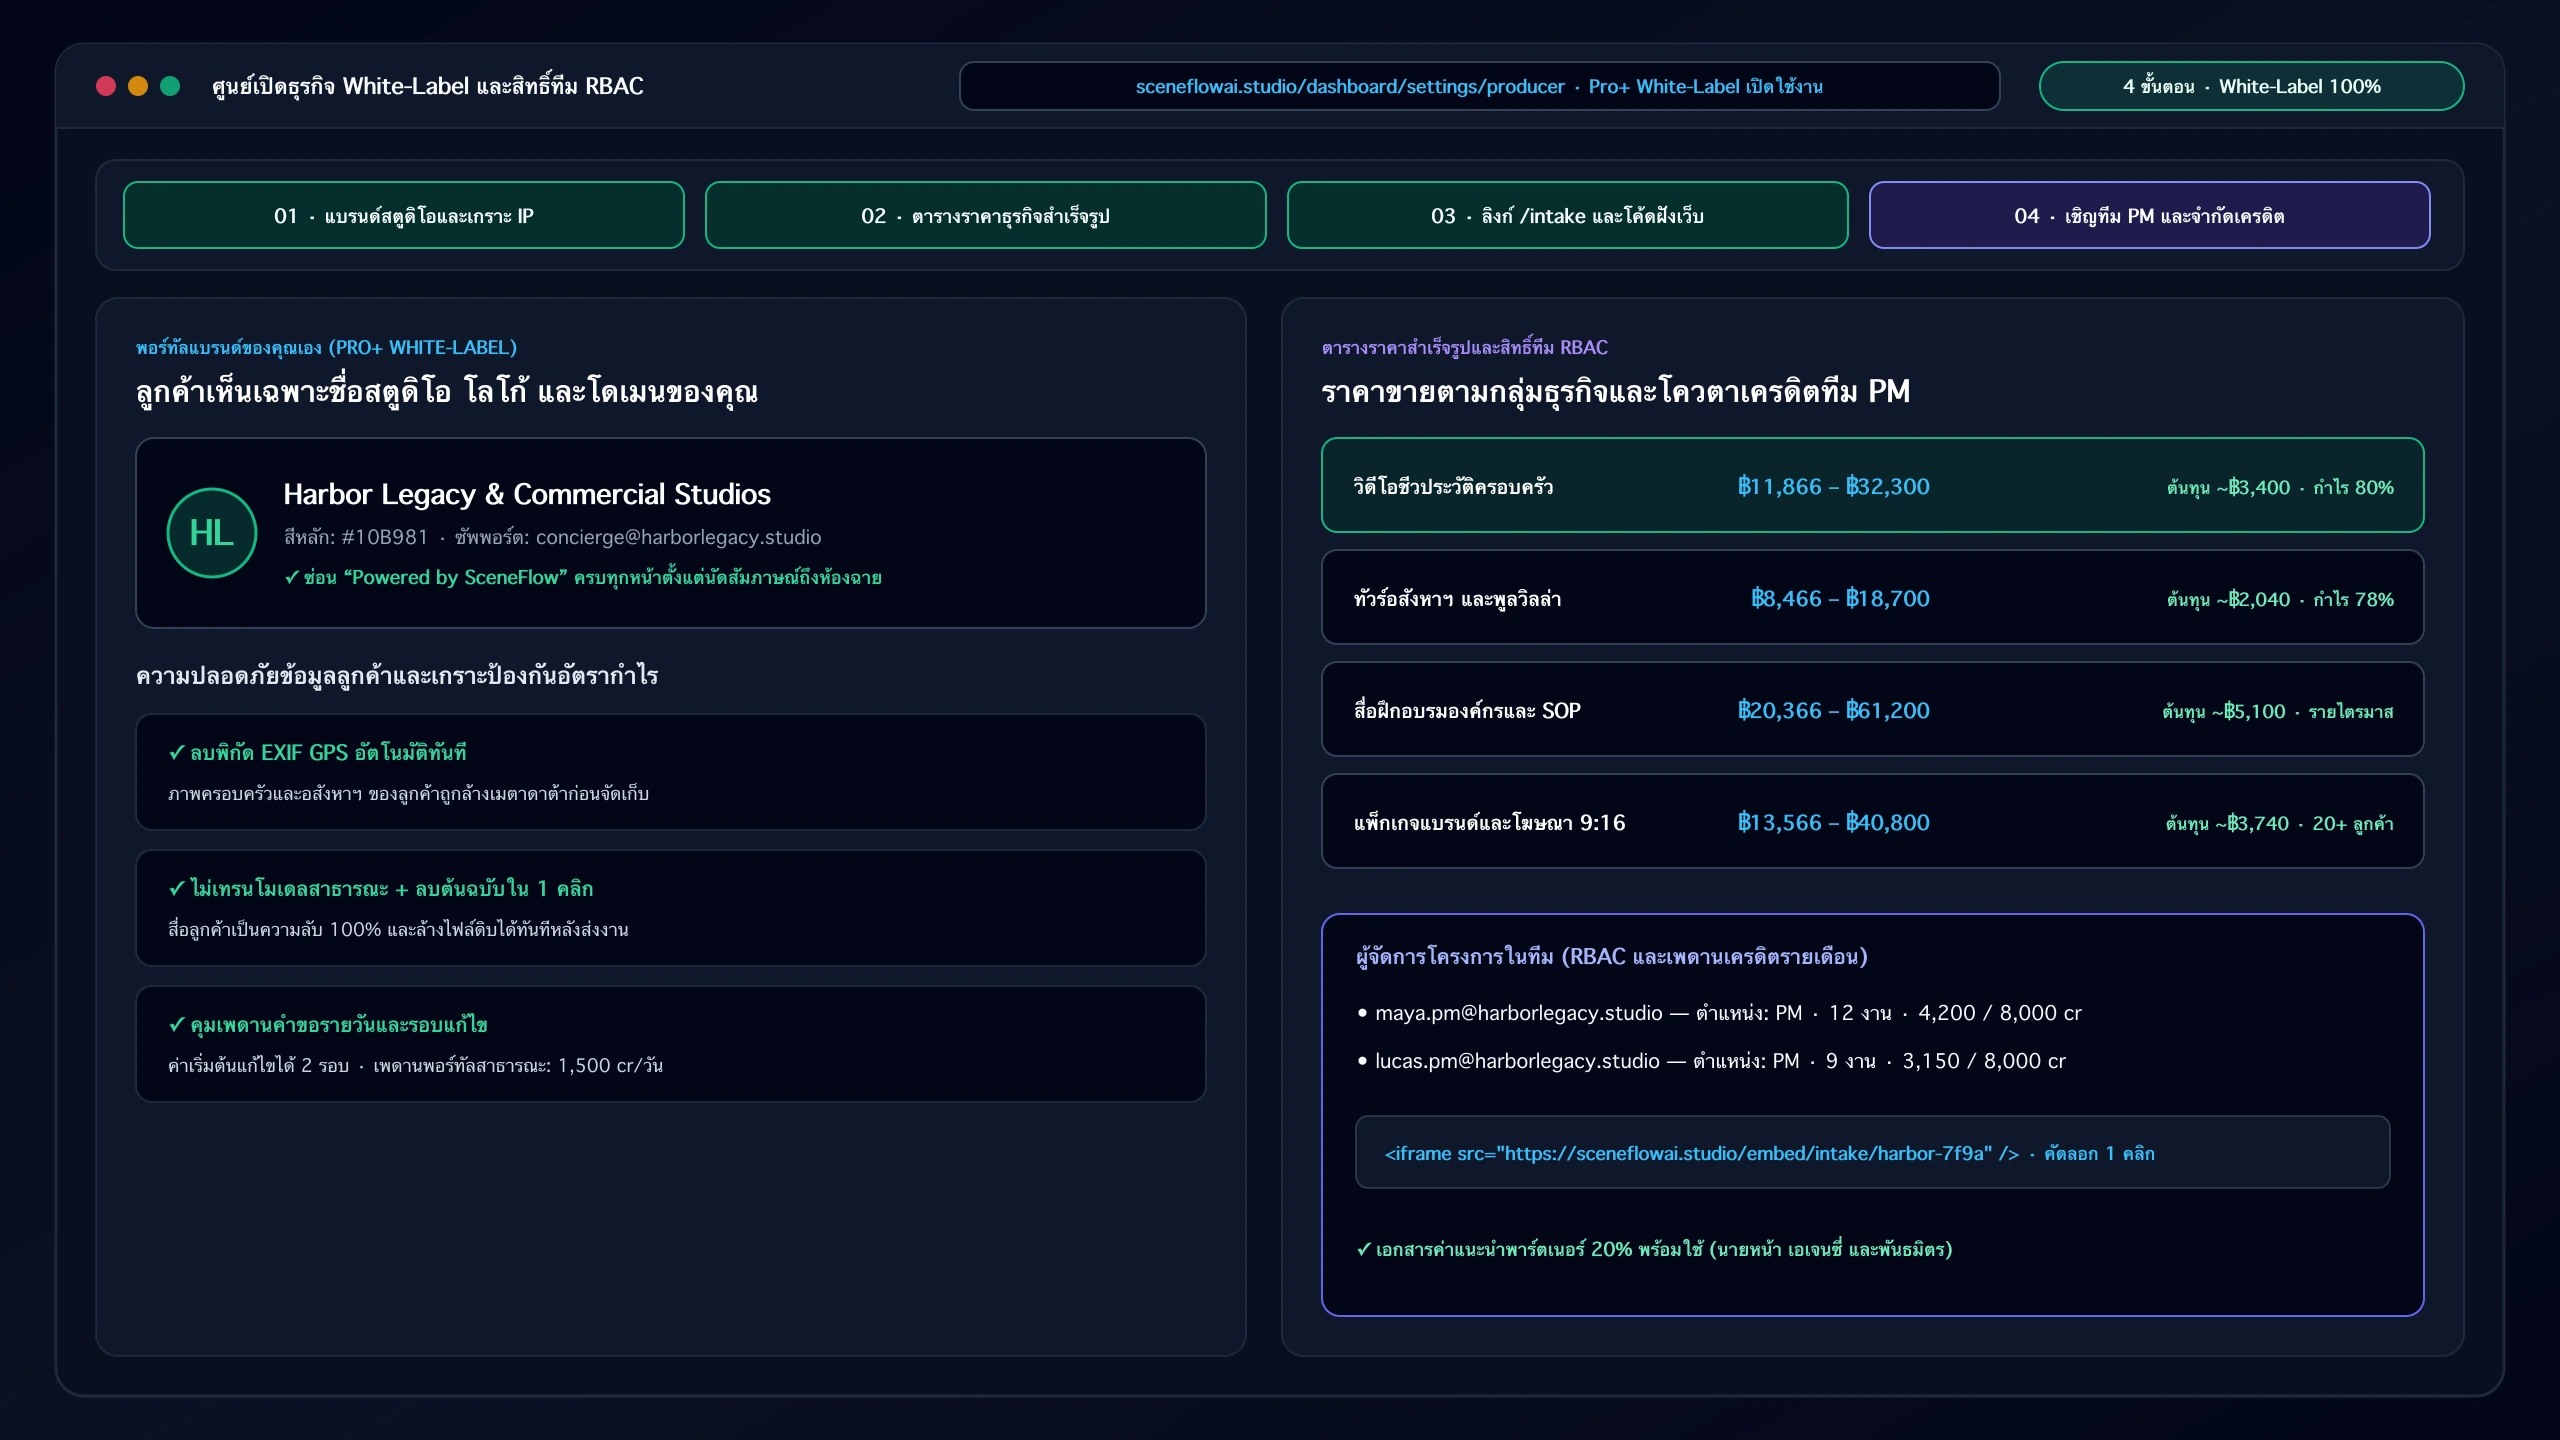 ศูนย์เปิดธุรกิจ White-Label และสิทธิ์ทีม RBAC
sceneflowai.studio/dashboard/settings/producer · Pro+ White-Label เปิดใช้งาน
4 ขั้นตอน · White-Label 100%
01 · แบรนด์สตูดิโอและเกราะ IP
02 · ตารางราคาธุรกิจสำเร็จรูป
03 · ลิงก์ /intake และโค้ดฝังเว็บ
04 · เชิญทีม PM และจำกัดเครดิต
พอร์ทัลแบรนด์ของคุณเอง (PRO+ WHITE-LABEL)
ลูกค้าเห็นเฉพาะชื่อสตูดิโอ โลโก้ และโดเมนของคุณ
HL
Harbor Legacy & Commercial Studios
สีหลัก: #10B981 · ซัพพอร์ต: concierge@harborlegacy.studio
✓ ซ่อน “Powered by SceneFlow” ครบทุกหน้าตั้งแต่นัดสัมภาษณ์ถึงห้องฉาย
ความปลอดภัยข้อมูลลูกค้าและเกราะป้องกันอัตรากำไร
✓ ลบพิกัด EXIF GPS อัตโนมัติทันที
ภาพครอบครัวและอสังหาฯ ของลูกค้าถูกล้างเมตาดาต้าก่อนจัดเก็บ
✓ ไม่เทรนโมเดลสาธารณะ + ลบต้นฉบับใน 1 คลิก
สื่อลูกค้าเป็นความลับ 100% และล้างไฟล์ดิบได้ทันทีหลังส่งงาน
✓ คุมเพดานคำขอรายวันและรอบแก้ไข
ค่าเริ่มต้นแก้ไขได้ 2 รอบ · เพดานพอร์ทัลสาธารณะ: 1,500 cr/วัน
ตารางราคาสำเร็จรูปและสิทธิ์ทีม RBAC
ราคาขายตามกลุ่มธุรกิจและโควตาเครดิตทีม PM
วิดีโอชีวประวัติครอบครัว ฿11,866 – ฿32,300 ต้นทุน ~฿3,400 · กำไร 80%
ทัวร์อสังหาฯ และพูลวิลล่า ฿8,466 – ฿18,700 ต้นทุน ~฿2,040 · กำไร 78%
สื่อฝึกอบรมองค์กรและ SOP ฿20,366 – ฿61,200 ต้นทุน ~฿5,100 · รายไตรมาส
แพ็กเกจแบรนด์และโฆษณา 9:16 ฿13,566 – ฿40,800 ต้นทุน ~฿3,740 · 20+ ลูกค้า
ผู้จัดการโครงการในทีม (RBAC และเพดานเครดิตรายเดือน)
• maya.pm@harborlegacy.studio — ตำแหน่ง: PM · 12 งาน · 4,200 / 8,000 cr
• lucas.pm@harborlegacy.studio — ตำแหน่ง: PM · 9 งาน · 3,150 / 8,000 cr
<iframe src="https://sceneflowai.studio/embed/intake/harbor-7f9a" /> · คัดลอก 1 คลิก
✓ เอกสารค่าแนะนำพาร์ตเนอร์ 20% พร้อมใช้ (นายหน้า เอเจนซี่ และพันธมิตร)